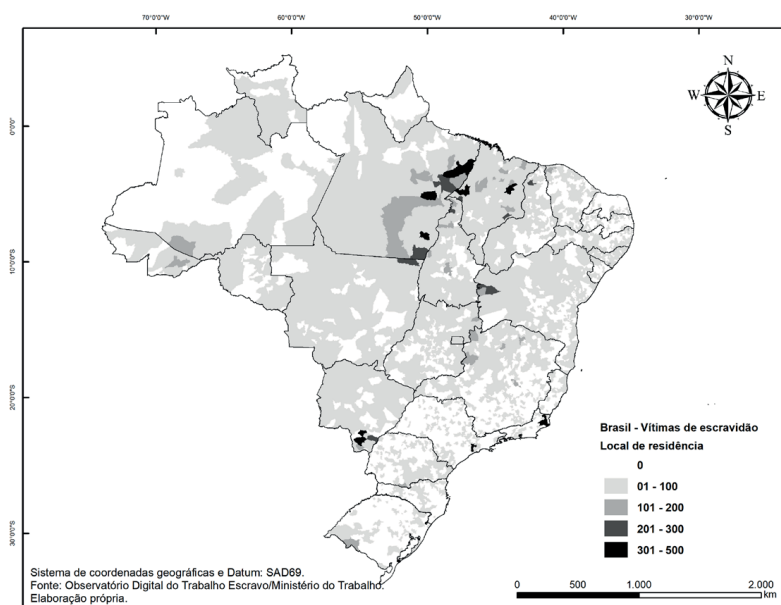 70°0'0"W 60°0'0"W 50°0'0"W 40°0'0"W 30°0'0"W
N
W E
S
0°0'0"
10°0'0"S
20°0'0"S
30°0'0"S
Brasil - Vítimas de escravidão
Local de residência
0
01 - 100
101 - 200
201 - 300
301 - 500
Sistema de coordenadas geográficas e Datum: SAD69.
Fonte: Observatório Digital do Trabalho Escravo/Ministério do Trabalho.
Elaboração própria.
0 500 1.000 2.000
km